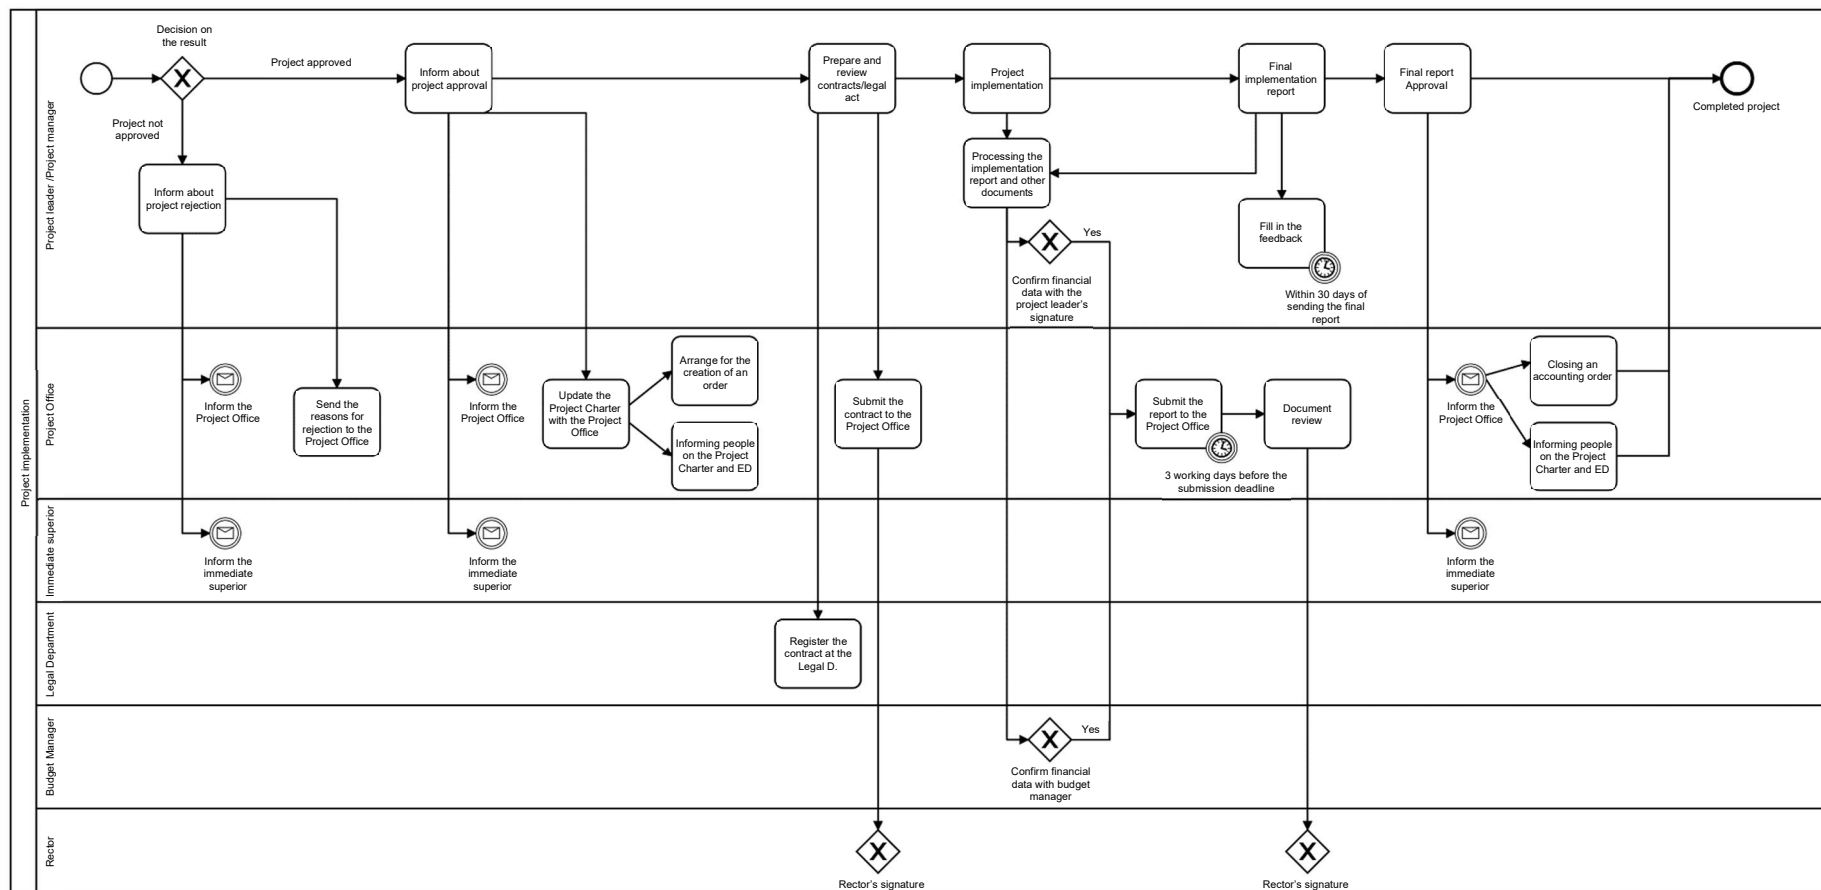 Project implementation
Project leader /Project manager
Decision on
the result
Project approved
Project not
approved
Inform about
project rejection
Inform about
project approval
Prepare and
review
contracts/legal
act
Project
implementation
Processing the
implementation
report and other
documents
Yes
Confirm financial
data with the
project leader's
signature
Final
implementation
report
Fill in the
feedback
Within 30 days of
sending the final
report
Final report
Approval
Completed project
Project Office
Inform the
Project Office
Send the
reasons for
rejection to the
Project Office
Inform the
Project Office
Update the
Project Charter
with the Project
Office
Arrange for the
creation of an
order
Informing people
on the Project
Charter and ED
Submit the
contract to the
Project Office
Submit the
report to the
Project Office
3 working days before the
submission deadline
Document
review
Inform the
Project Office
Closing an
accounting order
Informing people
on the Project
Charter and ED
Immediate superior
Inform the
immediate
superior
Inform the
immediate
superior
Inform the
immediate
superior
Legal Department
Register the
contract at the
Legal D.
Budget Manager
Yes
Confirm financial
data with budget
manager
Rector
Rector's signature
Rector's signature